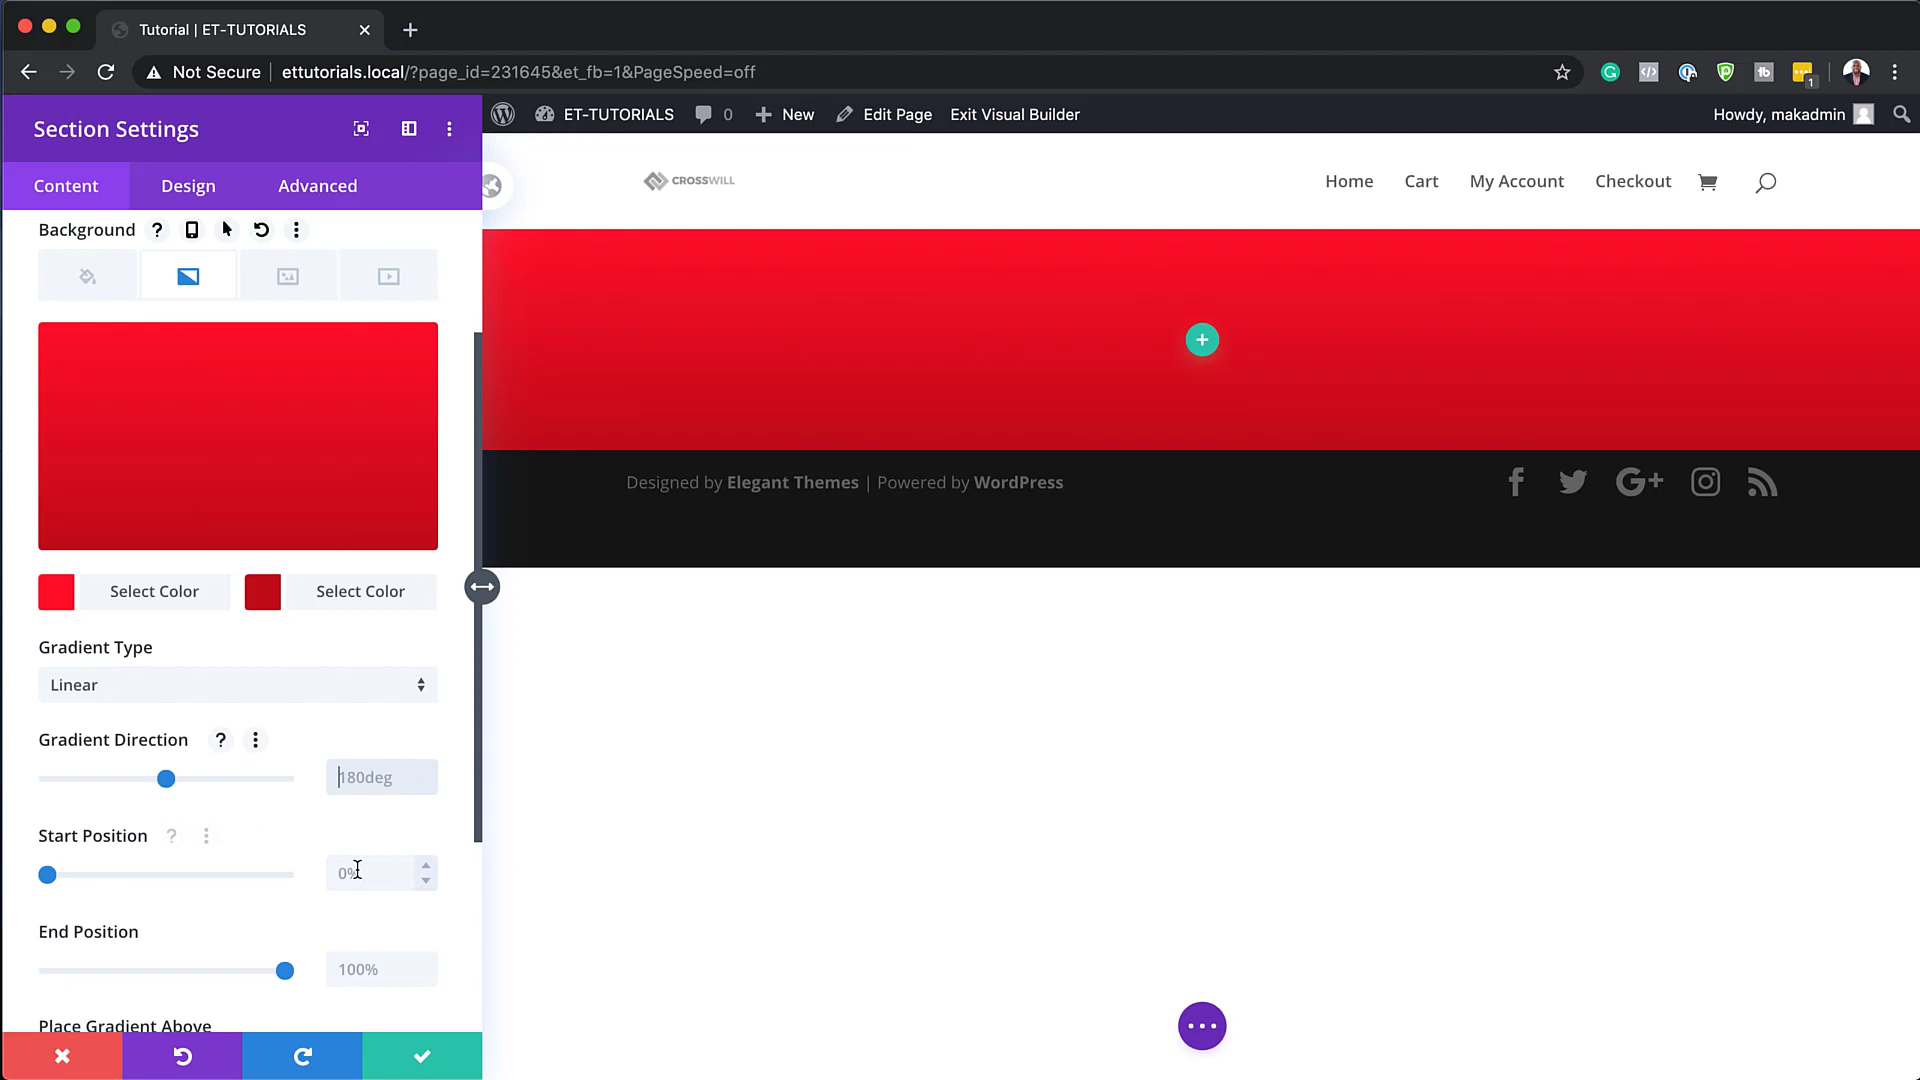 Tutorial | ET-TUTORIALS
Not Secure | ettutorials.local/?page_id=231645&et_fb=1&PageSpeed=off
1
Section Settings
ET-TUTORIALS 0 New Edit Page Exit Visual Builder Howdy, makadmin
Content Design Advanced
CROSSWILL Home Cart My Account Checkout
Background ?
Select Color Select Color
Designed by Elegant Themes | Powered by WordPress
Gradient Type
Linear
Gradient Direction ?
180deg
Start Position ?
0%
End Position
100%
Place Gradient Above